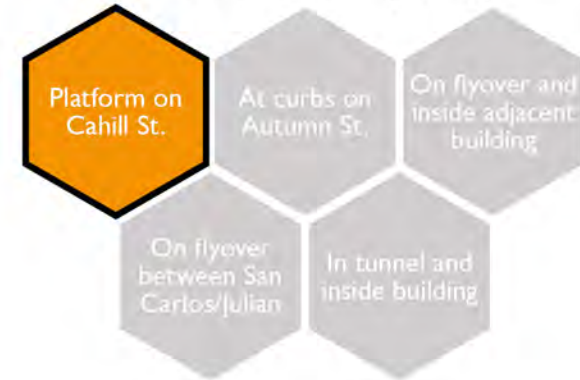 Platform on
Cahill St.
At curbs on
Autumn St.
On flyover and
inside adjacent
building
On flyover
between San
Carlos/Julian
In tunnel and
inside building